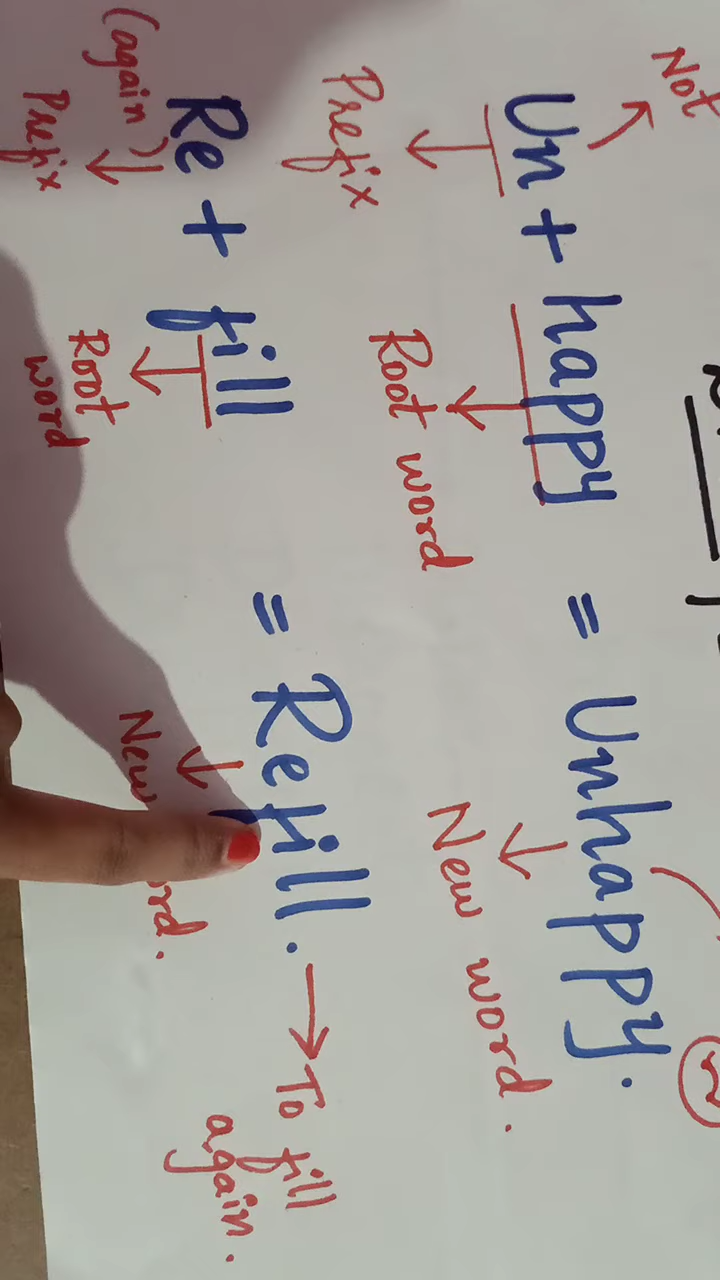 Not
Un + happy = Unhappy.
Prefix Root word New word.
Re + fill = Refill. → To fill again.
(again) Prefix Root word New